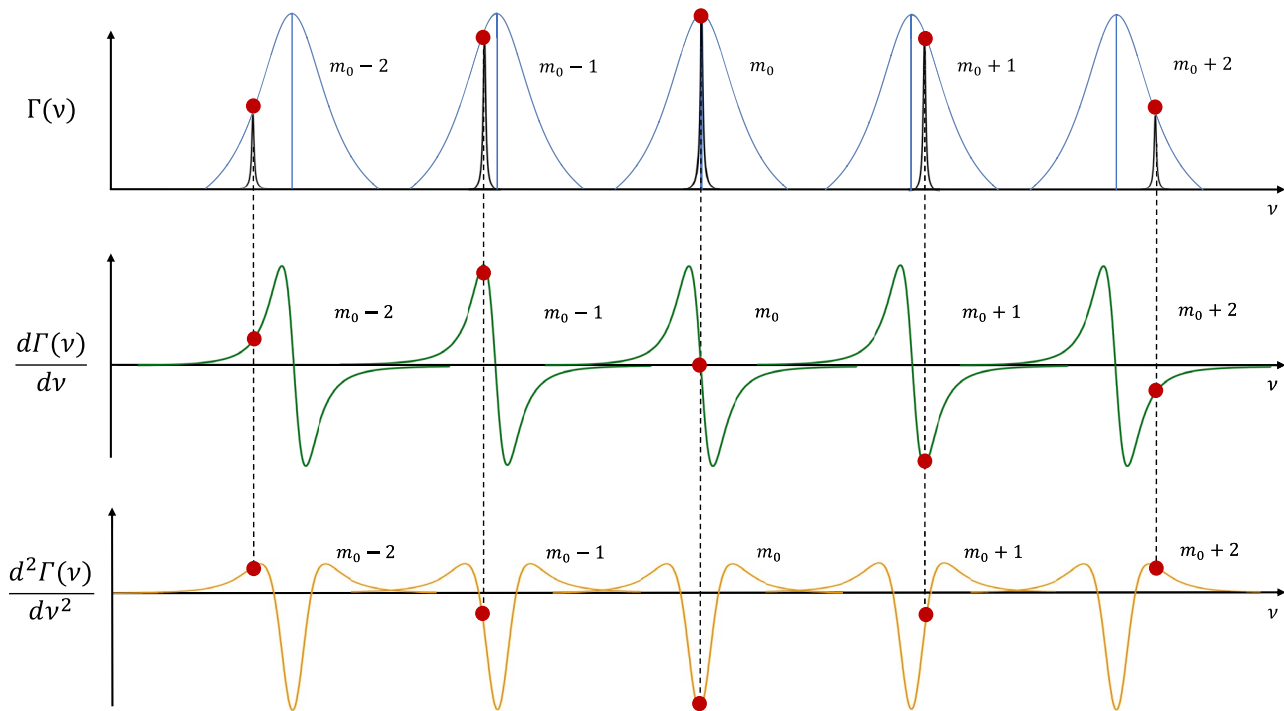 Γ(ν)
m₀ − 2
m₀ − 1
m₀
m₀ + 1
m₀ + 2
ν
dΓ(ν)
dν
m₀ − 2
m₀ − 1
m₀
m₀ + 1
m₀ + 2
ν
d²Γ(ν)
dν²
m₀ − 2
m₀ − 1
m₀
m₀ + 1
m₀ + 2
ν